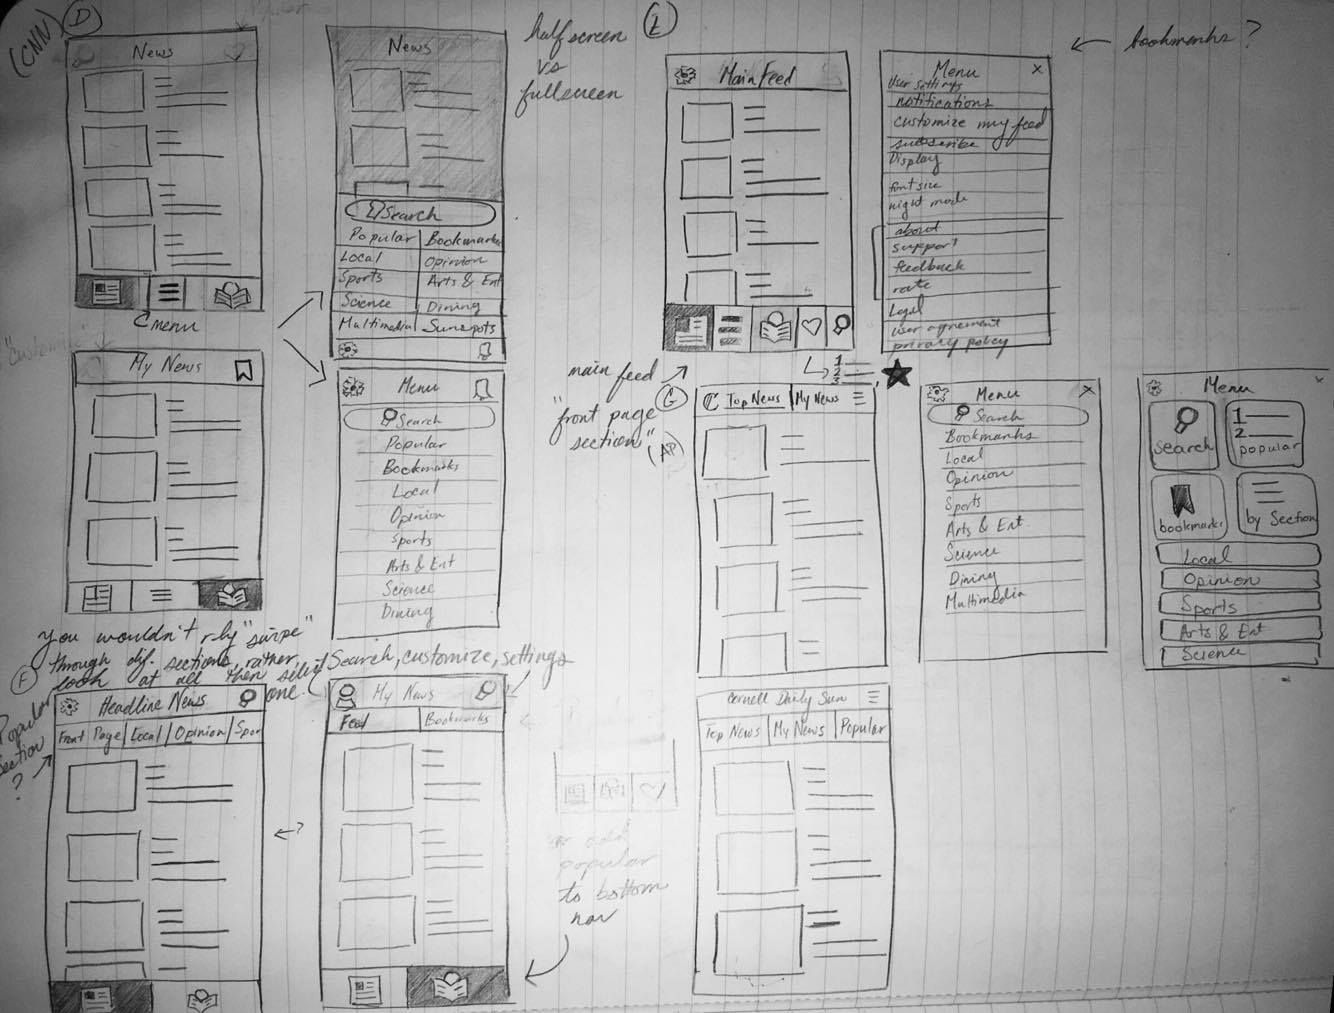 (CNN)
D
News
News
half screen
vs
fullscreen
Search
Popular
Bookmarks
Local
Opinion
Sports
Arts & Ent
Science
Dining
Multimedia
Sunspots
menu
My News
Menu
Search
Popular
Bookmarks
Local
Opinion
Sports
Arts & Ent
Science
Dining
E
Main Feed
bookmarks?
Menu
X
User settings
notifications
customize my feed
subscribe
Display
font size
night mode
about
support
feedback
rate
Legal
user agreement
privacy policy
main feed
"front page
sections"
(AP)
1
2
3
G
C Top News
My News
Menu
X
Search
Bookmarks
Local
Opinion
Sports
Arts & Ent.
Science
Dining
Multimedia
Menu
X
search
1
2
popular
bookmarks
by Section
Local
Opinion
Sports
Arts & Ent
Science
you wouldn't rly "swipe"
through dif. sections, rather
look at all then select
one.
F
Popular
section
?
Headline News
Front Page
Local
Opinion
Spor
?
Search, customize, settings
My News
Feed
Bookmarks
or add
popular
to bottom
nav
Cornell Daily Sun
Top News
My News
Popular